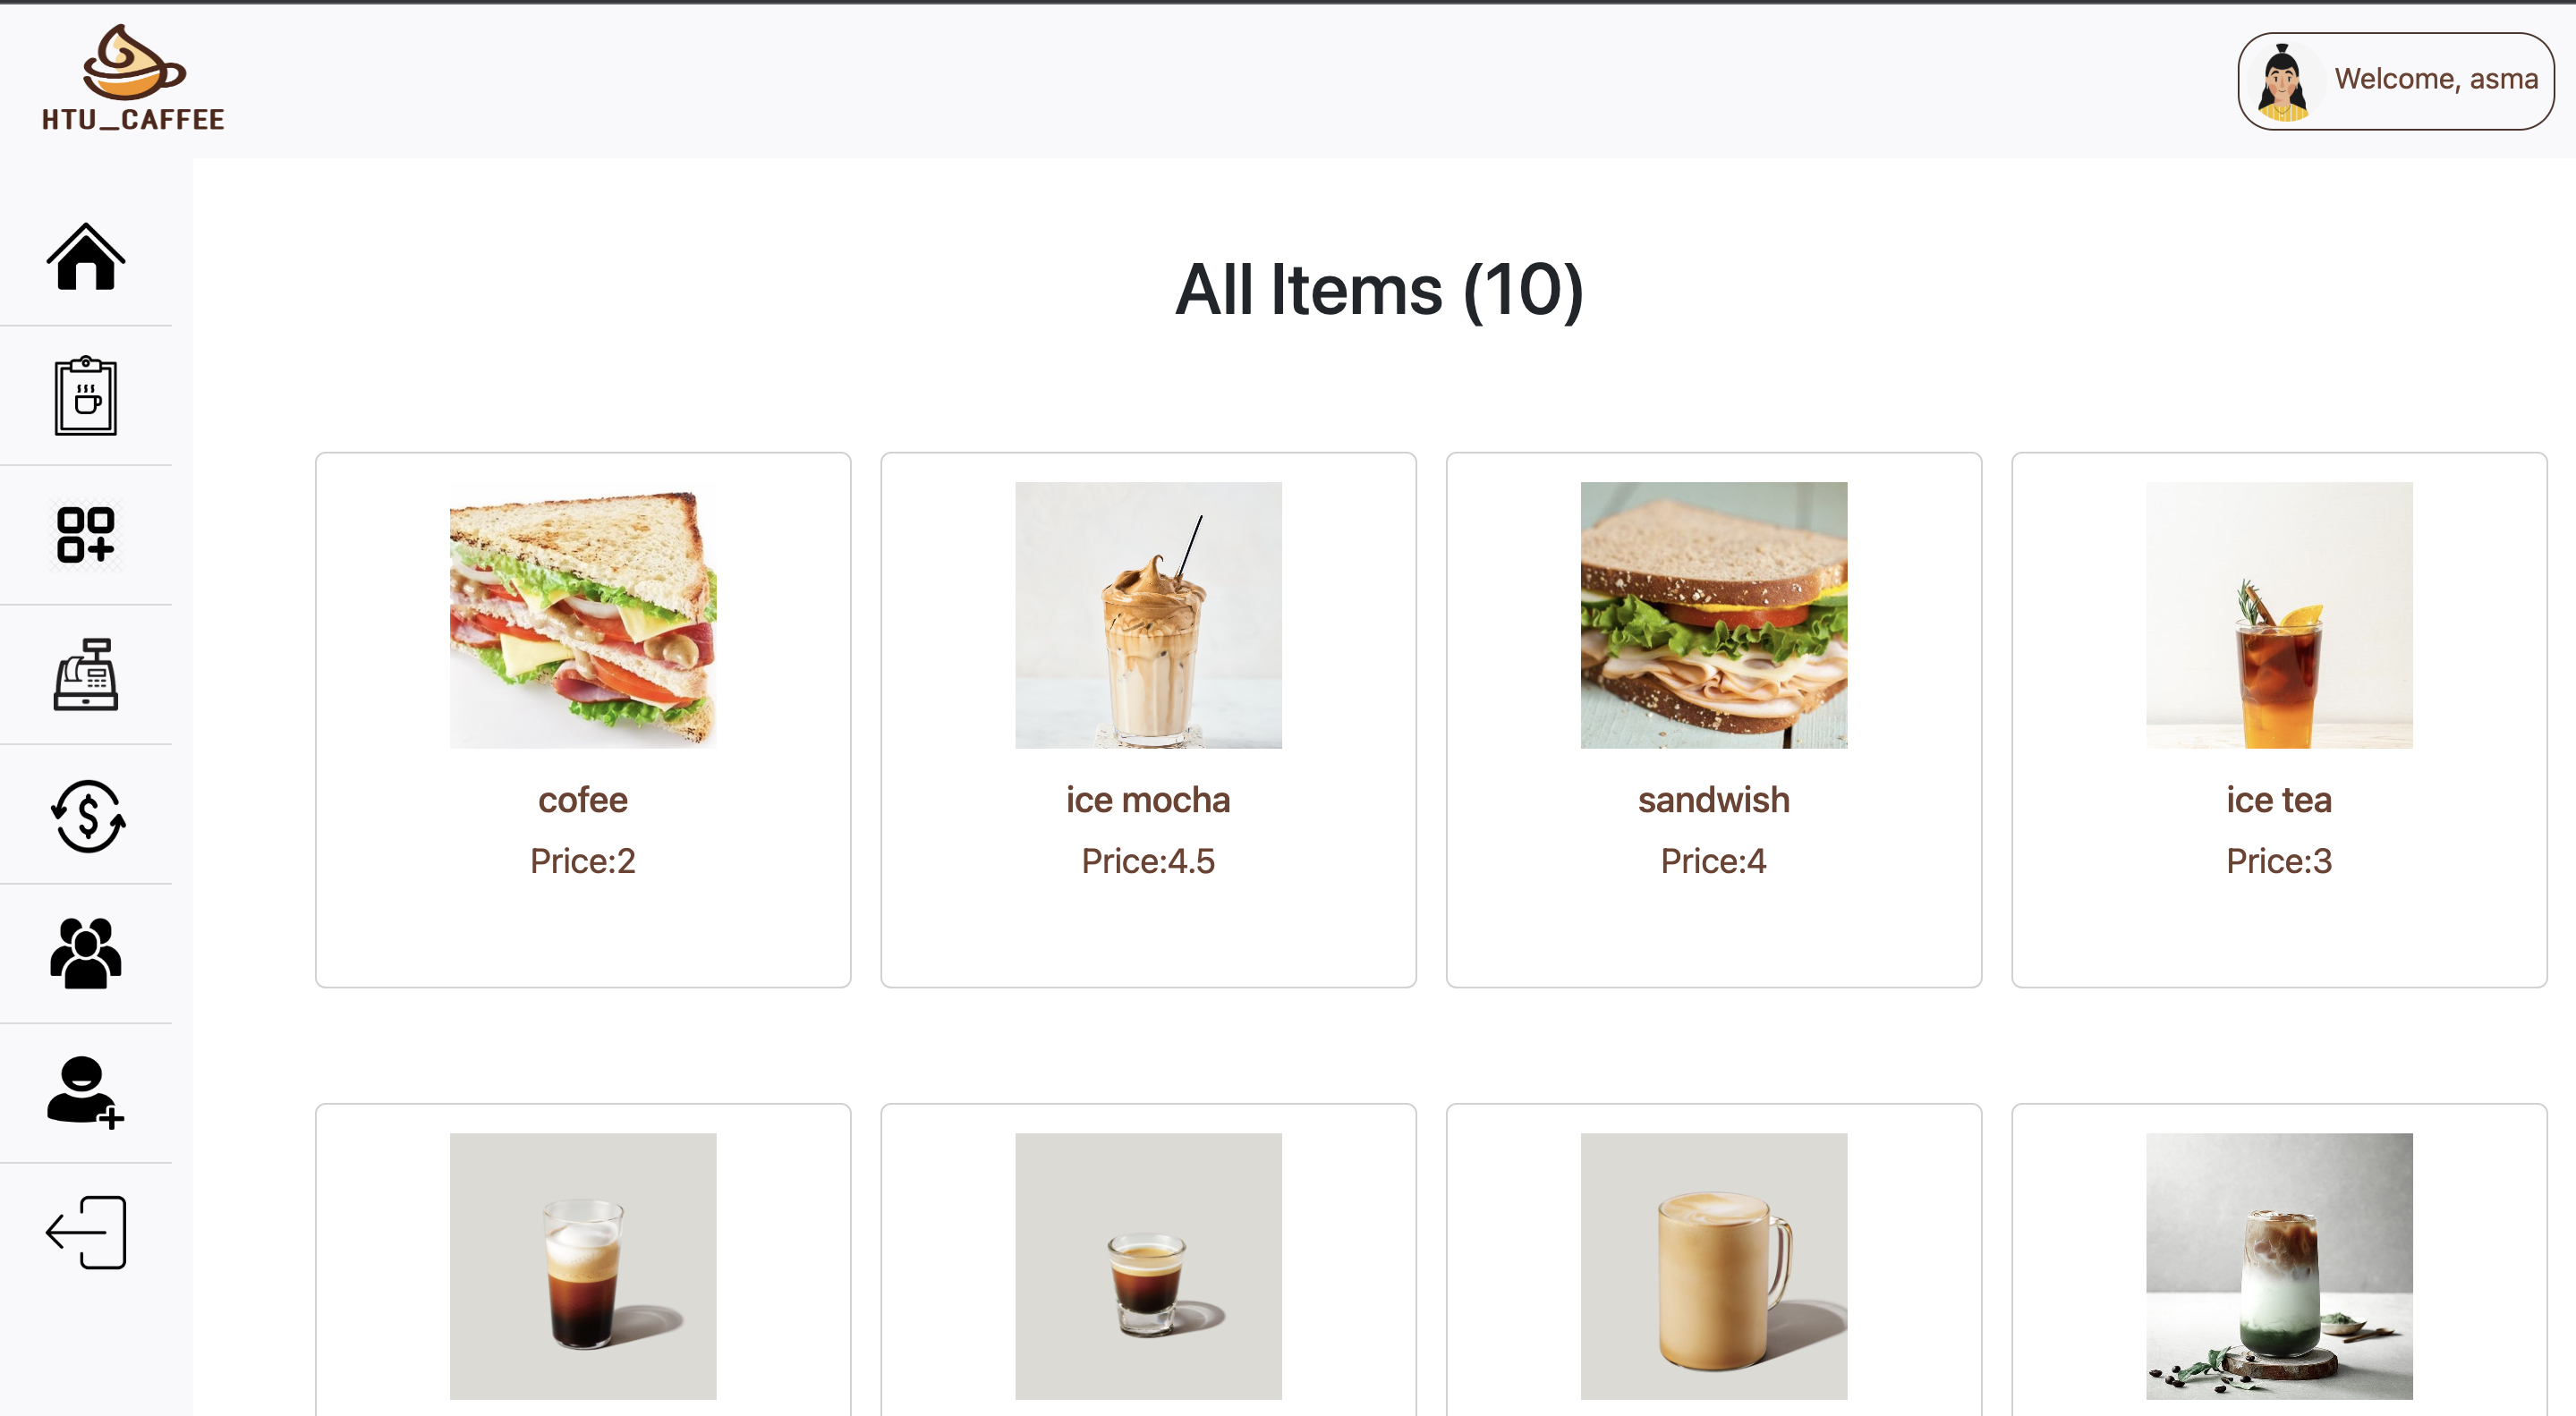 HTU_CAFFEE
Welcome, asma
All Items (10)
cofee
Price:2
ice mocha
Price:4.5
sandwish
Price:4
ice tea
Price:3